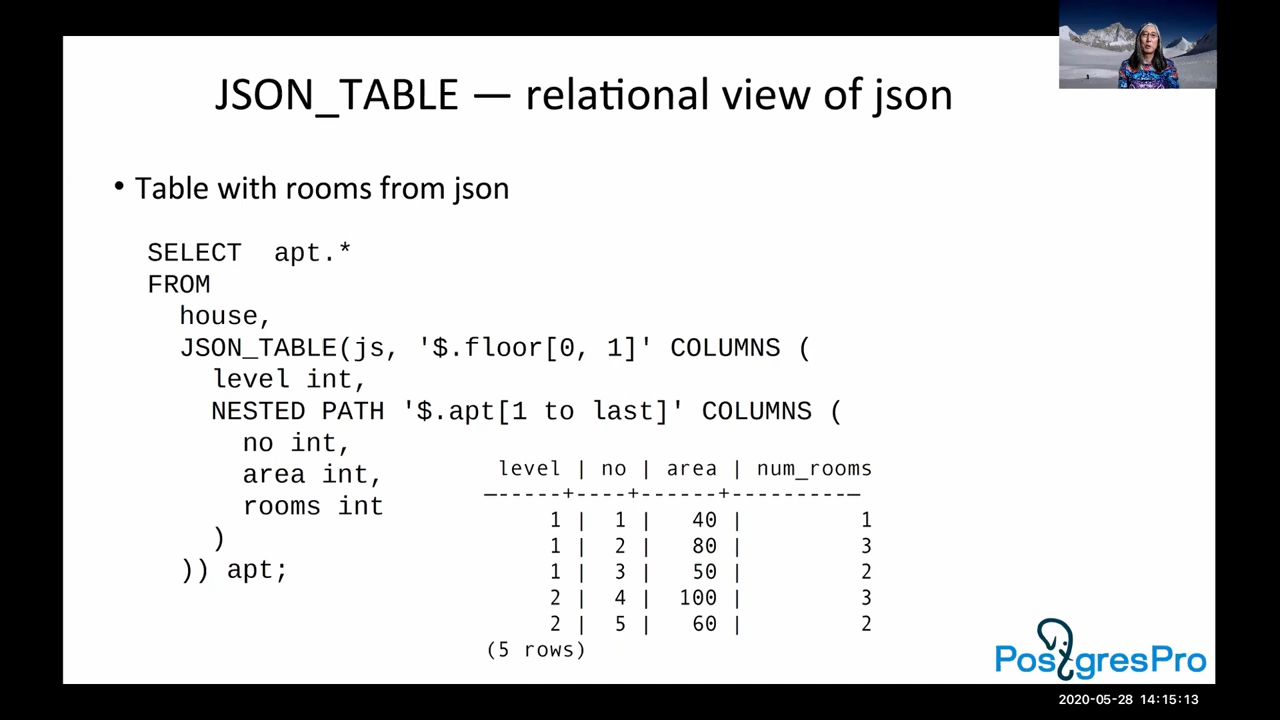 JSON_TABLE — relational view of json
• Table with rooms from json
SELECT  apt.*
FROM
  house,
  JSON_TABLE(js, '$.floor[0, 1]' COLUMNS (
    level int,
    NESTED PATH '$.apt[1 to last]' COLUMNS (
      no int,
      area int,
      rooms int
    )
  )) apt;
 level | no | area | num_rooms
-------+----+------+-----------
     1 |  1 |   40 |         1
     1 |  2 |   80 |         3
     1 |  3 |   50 |         2
     2 |  4 |  100 |         3
     2 |  5 |   60 |         2
(5 rows)
PostgresPro
2020-05-28 14:15:13